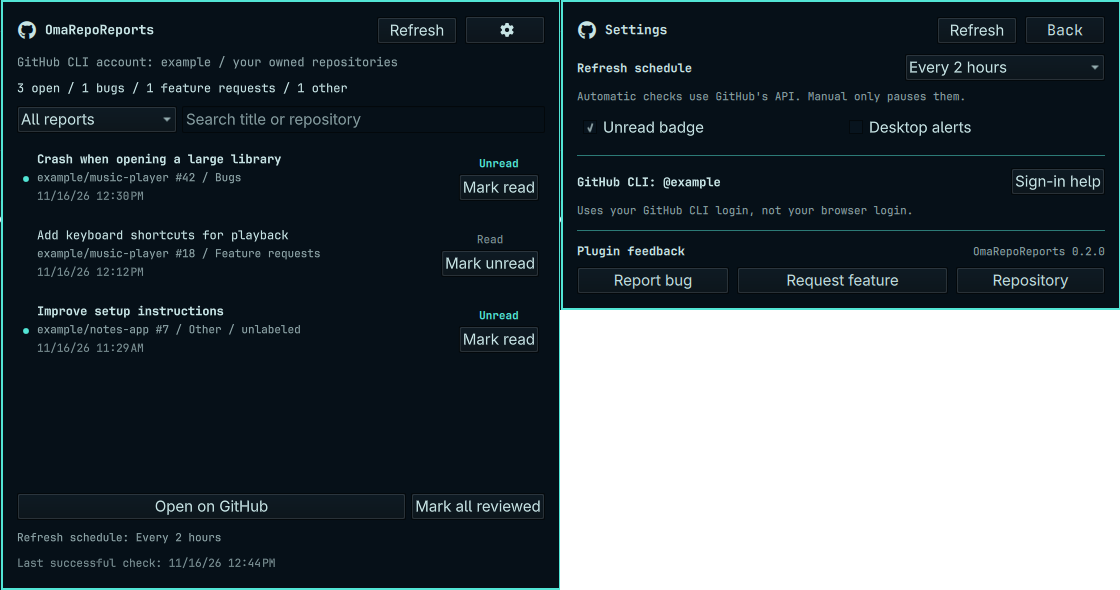 OmaRepoReports
Refresh
GitHub CLI account: example / your owned repositories
3 open / 1 bugs / 1 feature requests / 1 other
All reports
Search title or repository
Crash when opening a large library
Unread
example/music-player #42 / Bugs
Mark read
11/16/26 12:30PM
Add keyboard shortcuts for playback
Read
example/music-player #18 / Feature requests
Mark unread
11/16/26 12:12PM
Improve setup instructions
Unread
example/notes-app #7 / Other / unlabeled
Mark read
11/16/26 11:29AM
Open on GitHub
Mark all reviewed
Refresh schedule: Every 2 hours
Last successful check: 11/16/26 12:44PM
Settings
Refresh
Back
Refresh schedule
Every 2 hours
Automatic checks use GitHub's API. Manual only pauses them.
Unread badge
Desktop alerts
GitHub CLI: @example
Sign-in help
Uses your GitHub CLI login, not your browser login.
Plugin feedback
OmaRepoReports 0.2.0
Report bug
Request feature
Repository